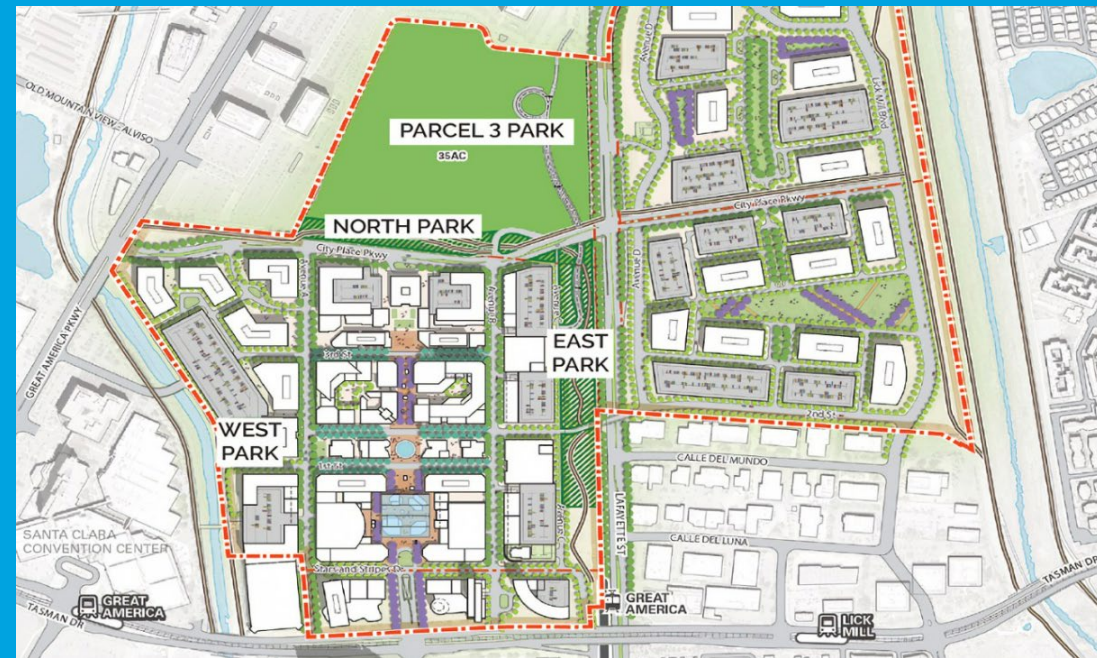 OLD MOUNTAIN VIEW / ALVISO
Avenue D
Lick Mill Blvd
PARCEL 3 PARK
35AC
City Place Pkwy
NORTH PARK
City Place Pkwy
Avenue A
Avenue B
Avenue D
GREAT AMERICA PKWY
EAST
PARK
3rd St
2nd St
WEST
PARK
CALLE DEL MUNDO
1st St
LAFAYETTE ST
SANTA CLARA
CONVENTION CENTER
CALLE DEL LUNA
Stars and Stripes Dr
TASMAN DR
GREAT
AMERICA
GREAT
AMERICA
TASMAN DR
LICK
MILL